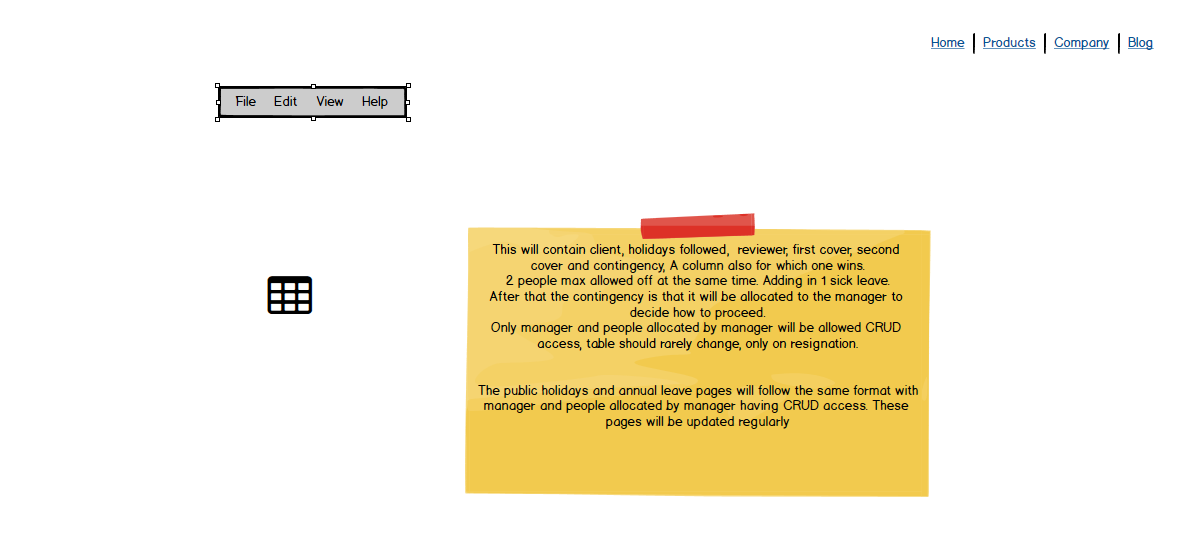 Home Products Company Blog
File Edit View Help
This will contain client, holidays followed,  reviewer, first cover, second
cover and contingency, A column also for which one wins.
2 people max allowed off at the same time. Adding in 1 sick leave.
After that the contingency is that it will be allocated to the manager to
decide how to proceed.
Only manager and people allocated by manager will be allowed CRUD
access, table should rarely change, only on resignation.
The public holidays and annual leave pages will follow the same format with
manager and people allocated by manager having CRUD access. These
pages will be updated regularly